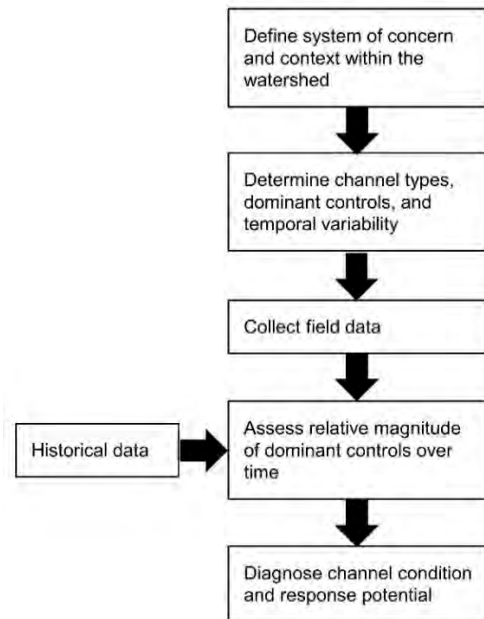 Define system of concern
and context within the
watershed
Determine channel types,
dominant controls, and
temporal variability
Collect field data
Historical data
Assess relative magnitude
of dominant controls over
time
Diagnose channel condition
and response potential